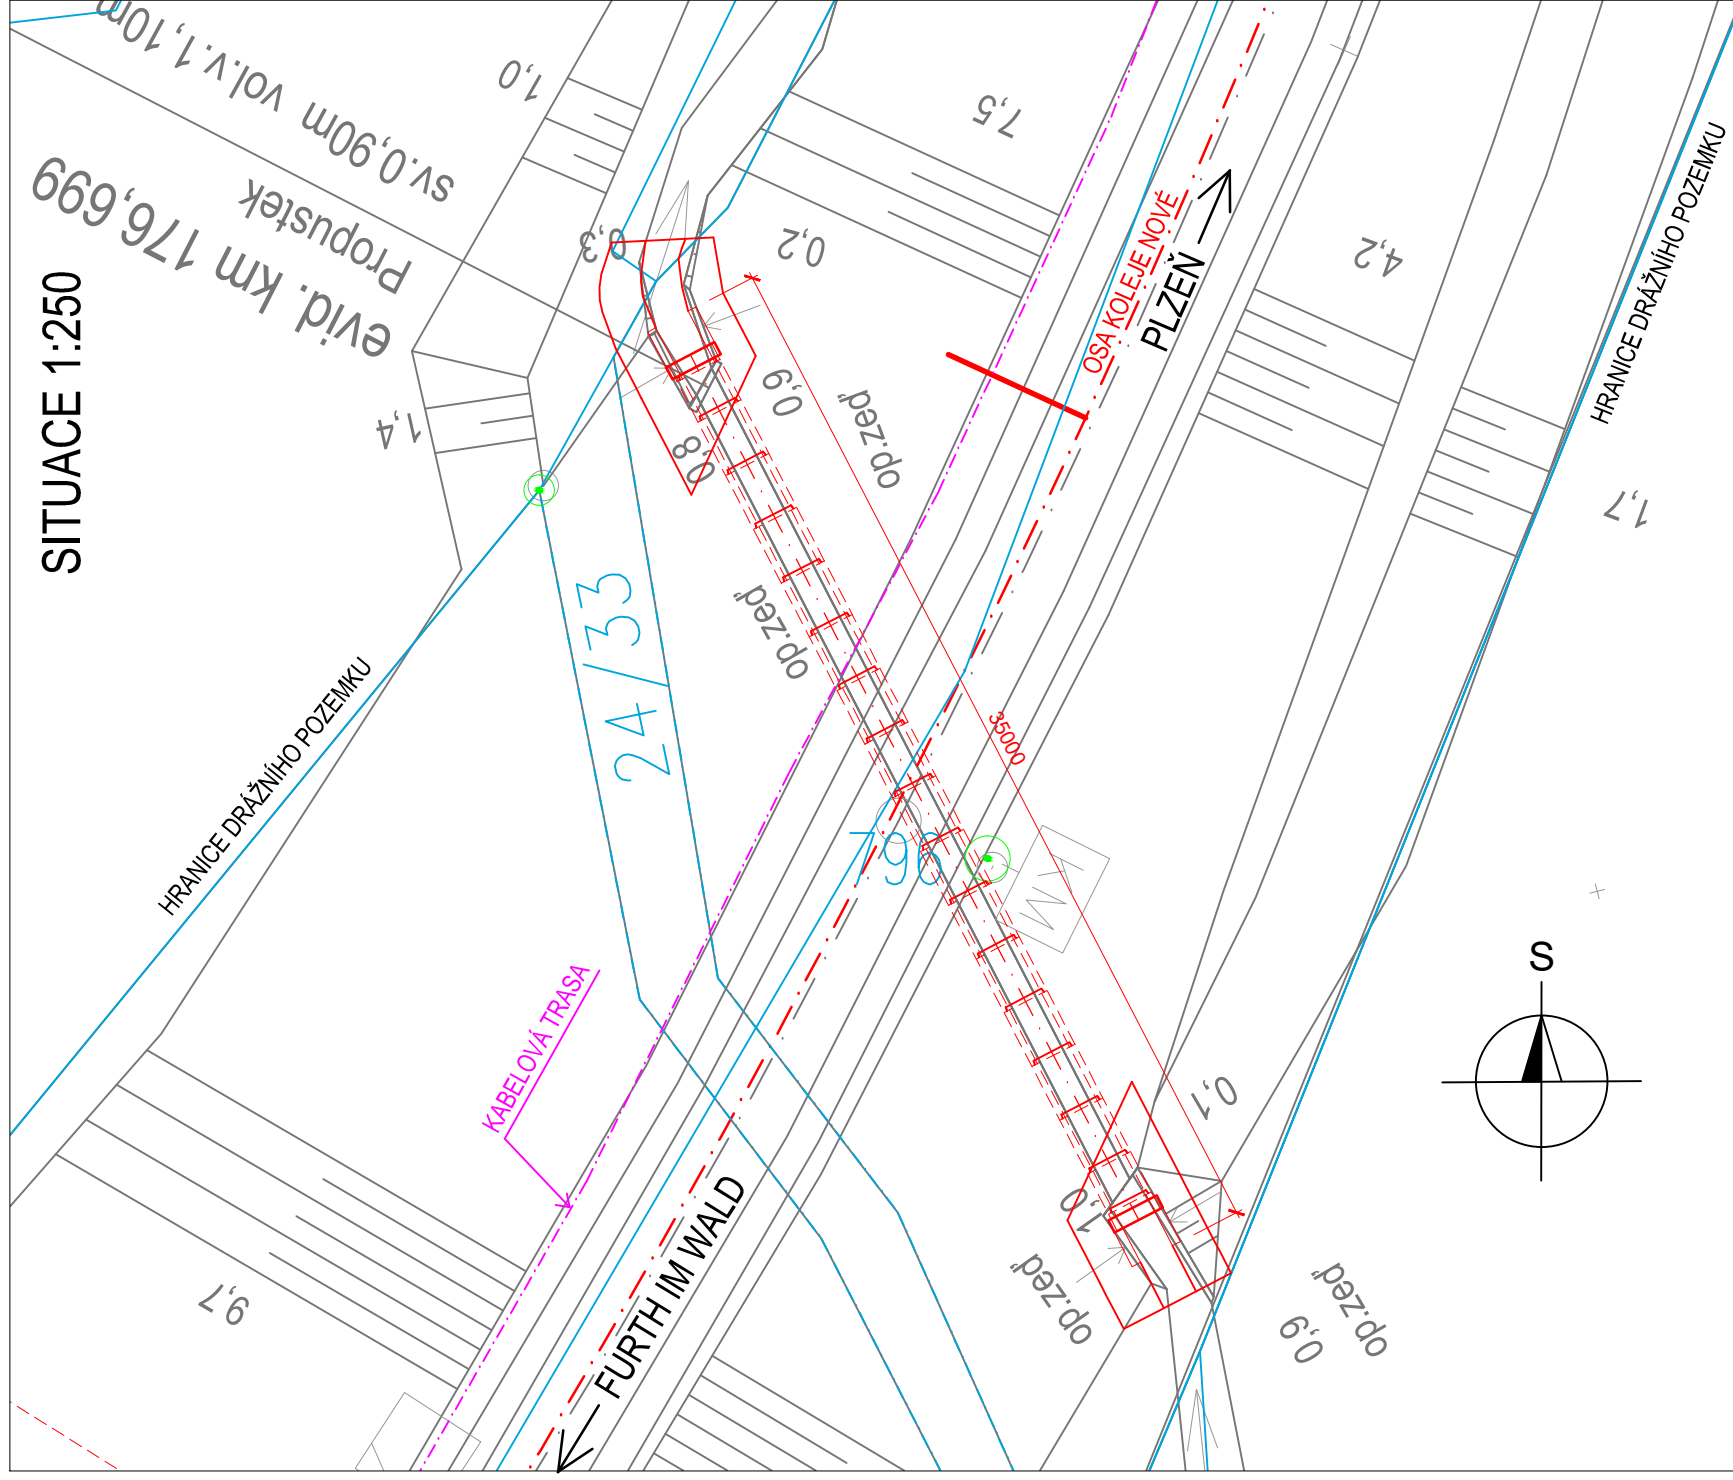 SITUACE 1:250
sv.0,90m vol.v.1,10m
Propustek
evid. km 176,699
1,0
7,5
0,3
0,2
4,2
1,4
0,9
0,8
op.zeď
op.zeď
OSA KOLEJE NOVÉ
PLZEŇ
HRANICE DRÁŽNÍHO POZEMKU
1,7
24/33
HRANICE DRÁŽNÍHO POZEMKU
35000
796
KABELOVÁ TRASA
S
0,1
1,0
FURTH IM WALD
9,7
op.zeď
0,9
op.zeď